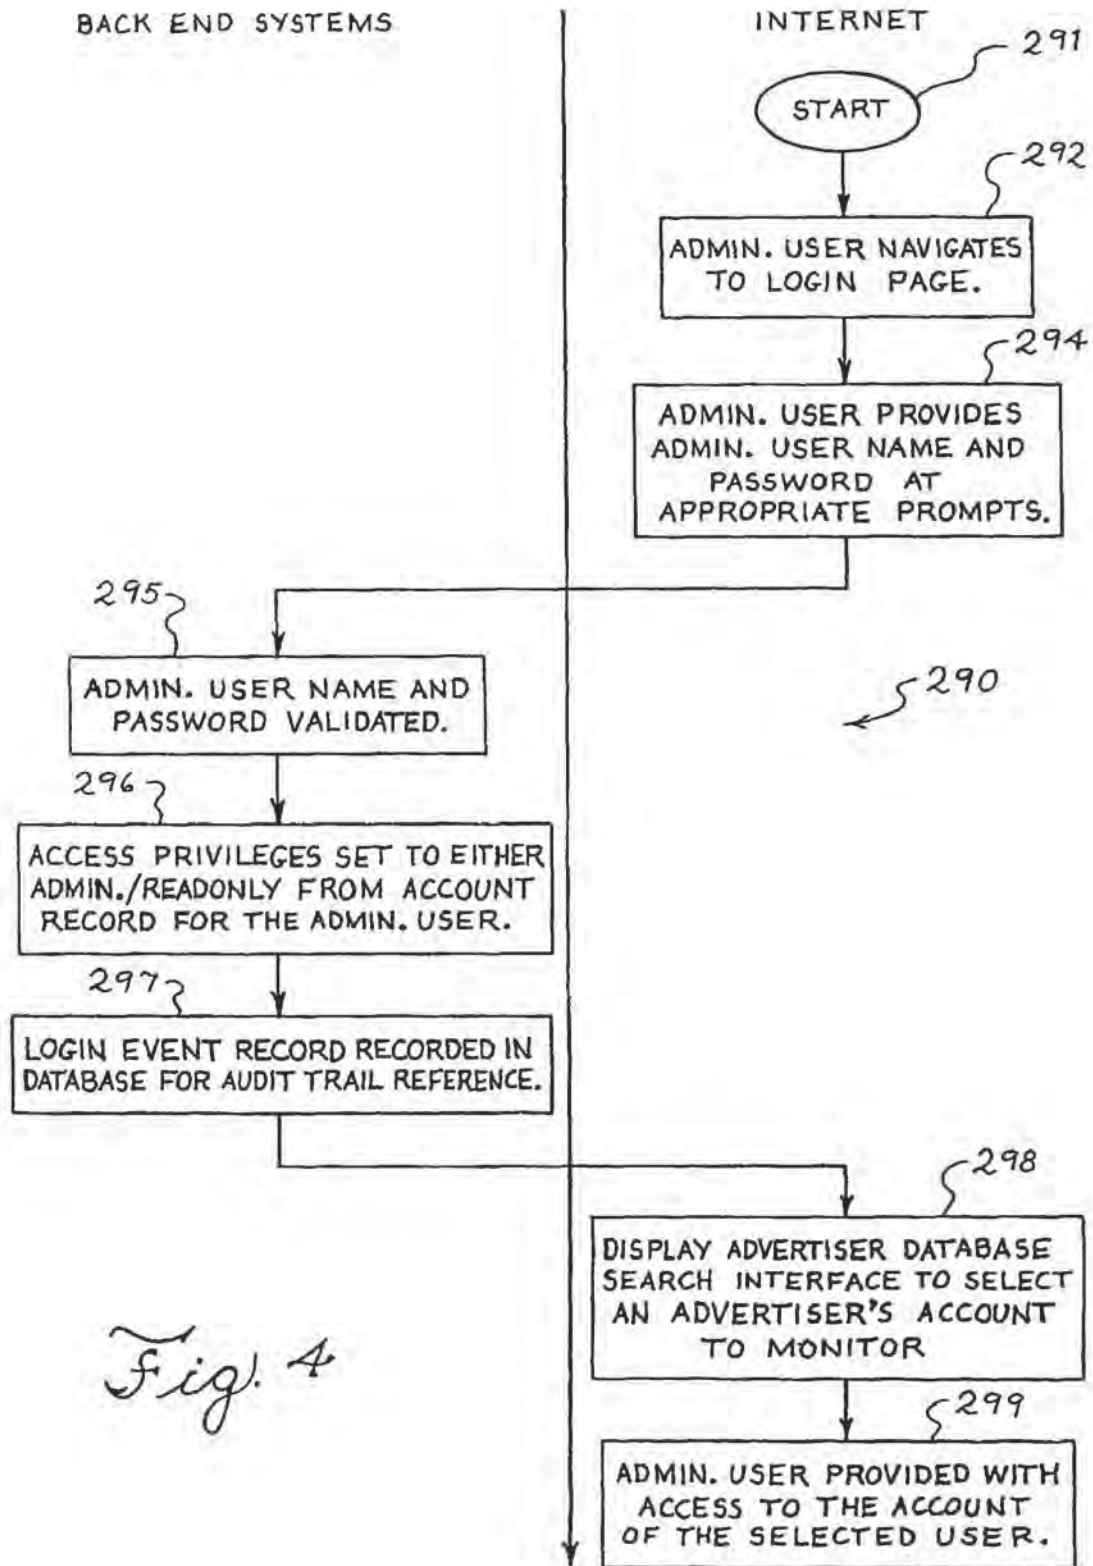 BACK END SYSTEMS
INTERNET
291
START
292
ADMIN. USER NAVIGATES
TO LOGIN PAGE.
294
ADMIN. USER PROVIDES
ADMIN. USER NAME AND
PASSWORD AT
APPROPRIATE PROMPTS.
295
ADMIN. USER NAME AND
PASSWORD VALIDATED.
290
296
ACCESS PRIVILEGES SET TO EITHER
ADMIN./READONLY FROM ACCOUNT
RECORD FOR THE ADMIN. USER.
297
LOGIN EVENT RECORD RECORDED IN
DATABASE FOR AUDIT TRAIL REFERENCE.
298
DISPLAY ADVERTISER DATABASE
SEARCH INTERFACE TO SELECT
AN ADVERTISER'S ACCOUNT
TO MONITOR
Fig. 4
299
ADMIN. USER PROVIDED WITH
ACCESS TO THE ACCOUNT
OF THE SELECTED USER.